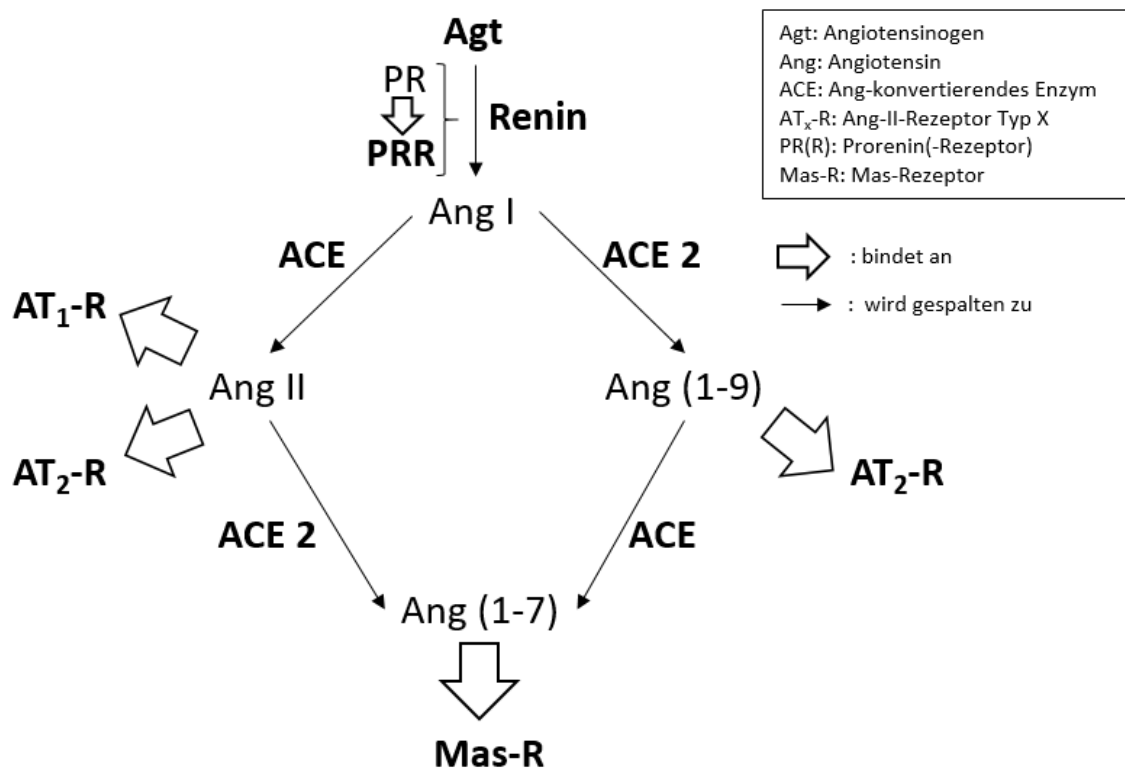 Agt
PR
PRR
Renin
Ang I
ACE
ACE 2
AT₁-R
Ang II
Ang (1-9)
AT₂-R
AT₂-R
ACE 2
ACE
Ang (1-7)
Mas-R
Agt: Angiotensinogen
Ang: Angiotensin
ACE: Ang-konvertierendes Enzym
ATₓ-R: Ang-II-Rezeptor Typ X
PR(R): Prorenin(-Rezeptor)
Mas-R: Mas-Rezeptor
: bindet an
: wird gespalten zu